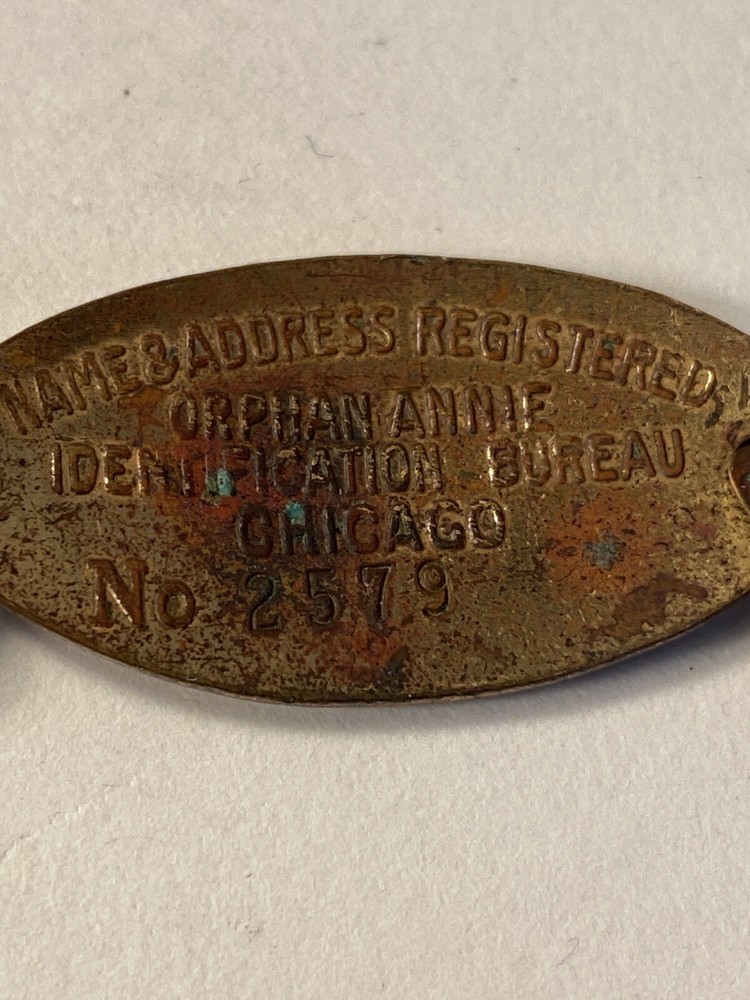 NAME & ADDRESS REGISTERED
ORPHAN ANNIE
IDENTIFICATION BUREAU
CHICAGO
No 2579